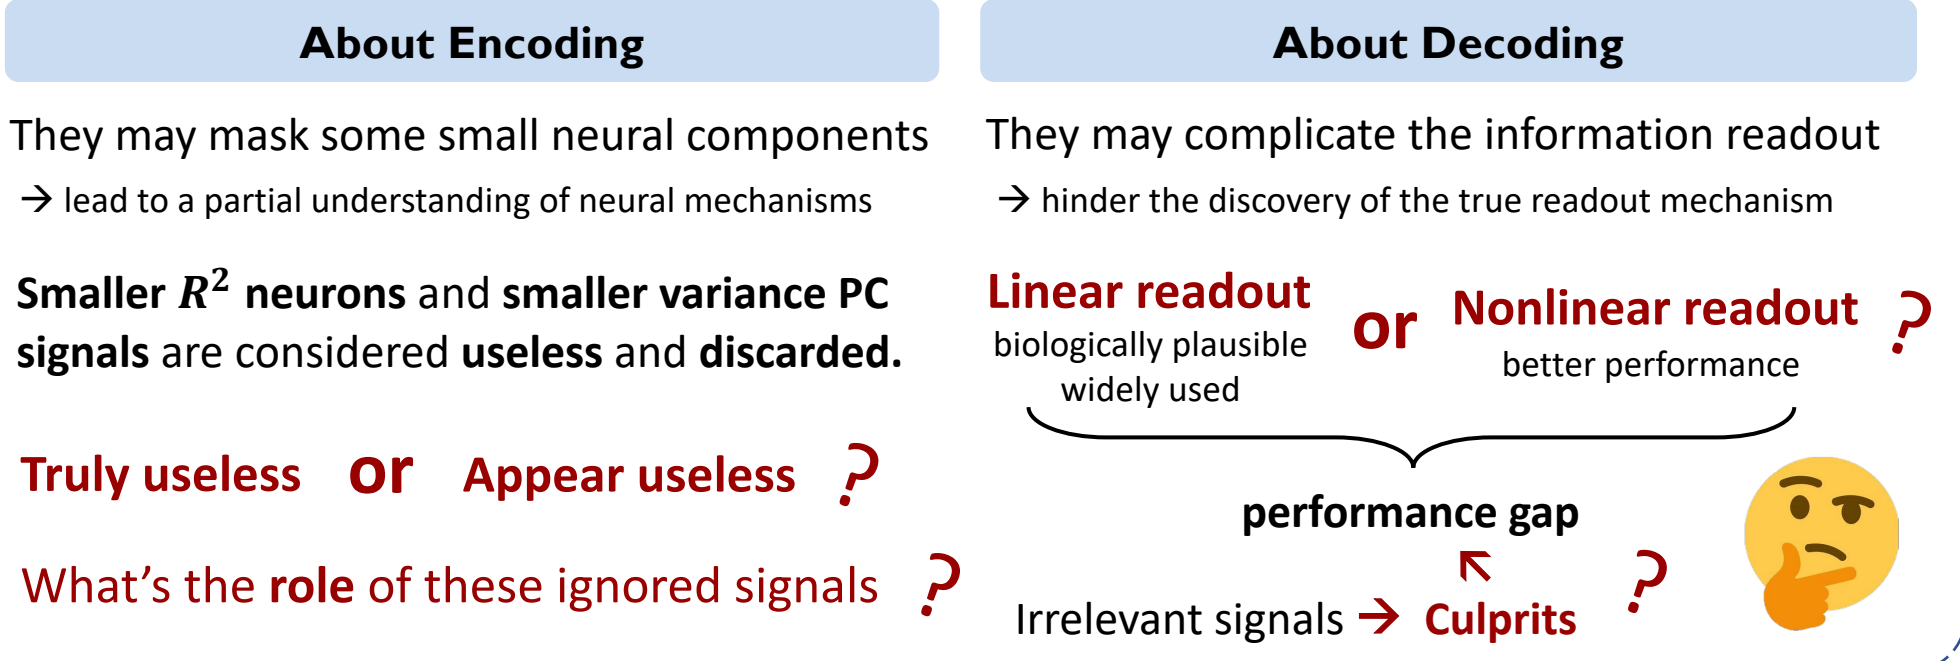 About Encoding
They may mask some small neural components
→ lead to a partial understanding of neural mechanisms
Smaller R² neurons and smaller variance PC
signals are considered useless and discarded.
Truly useless or Appear useless ?
What's the role of these ignored signals ?
About Decoding
They may complicate the information readout
→ hinder the discovery of the true readout mechanism
Linear readout or Nonlinear readout ?
biologically plausible
widely used
better performance
performance gap
Irrelevant signals → Culprits ?